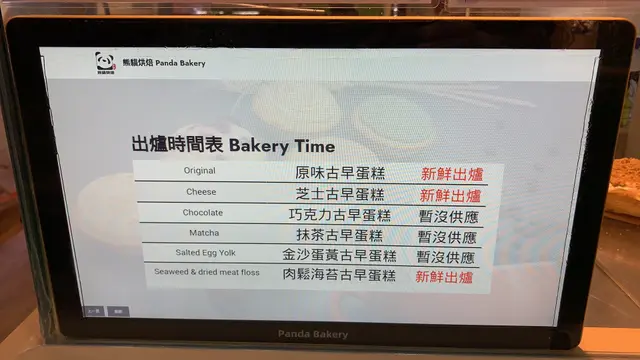 熊貓烘焙 Panda Bakery
出爐時間表 Bakery Time
Original 原味古早蛋糕 新鮮出爐
Cheese 芝士古早蛋糕 新鮮出爐
Chocolate 巧克力古早蛋糕 暫沒供應
Matcha 抹茶古早蛋糕 暫沒供應
Salted Egg Yolk 金沙蛋黃古早蛋糕 暫沒供應
Seaweed & dried meat floss 肉鬆海苔古早蛋糕 新鮮出爐
上一頁
Panda Bakery